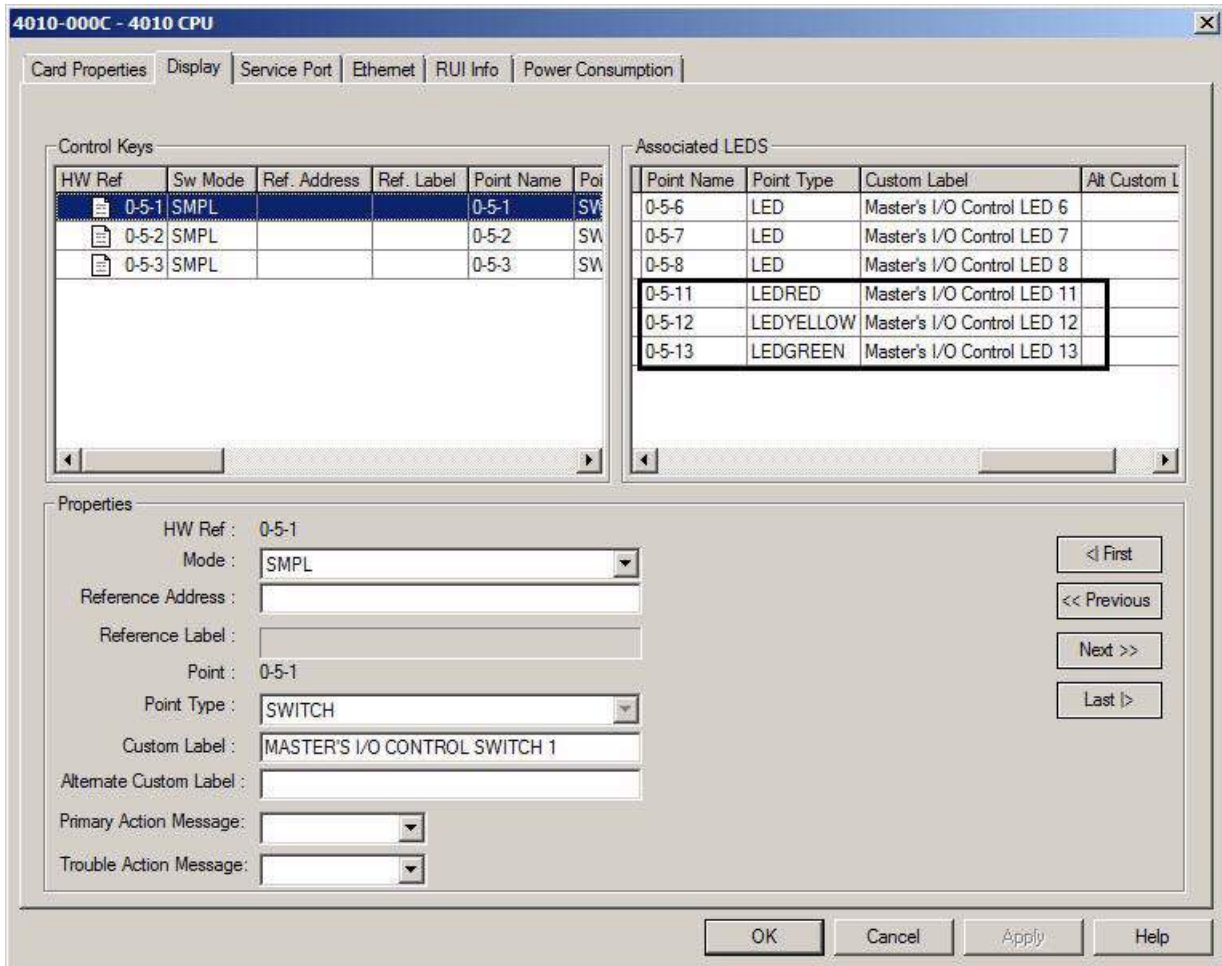 4010-000C - 4010 CPU
Card Properties Display Service Port Ethernet RUI Info Power Consumption
Control Keys
HW Ref Sw Mode Ref. Address Ref. Label Point Name Poi
0-5-1 SMPL 0-5-1 SW
0-5-2 SMPL 0-5-2 SW
0-5-3 SMPL 0-5-3 SW
Associated LEDS
Point Name Point Type Custom Label Alt Custom L
0-5-6 LED Master's I/O Control LED 6
0-5-7 LED Master's I/O Control LED 7
0-5-8 LED Master's I/O Control LED 8
0-5-11 LEDRED Master's I/O Control LED 11
0-5-12 LEDYELLOW Master's I/O Control LED 12
0-5-13 LEDGREEN Master's I/O Control LED 13
Properties
HW Ref : 0-5-1
Mode : SMPL
Reference Address :
Reference Label :
Point : 0-5-1
Point Type : SWITCH
Custom Label : MASTER'S I/O CONTROL SWITCH 1
Alternate Custom Label :
Primary Action Message:
Trouble Action Message:
<| First
<< Previous
Next >>
Last |>
OK Cancel Apply Help